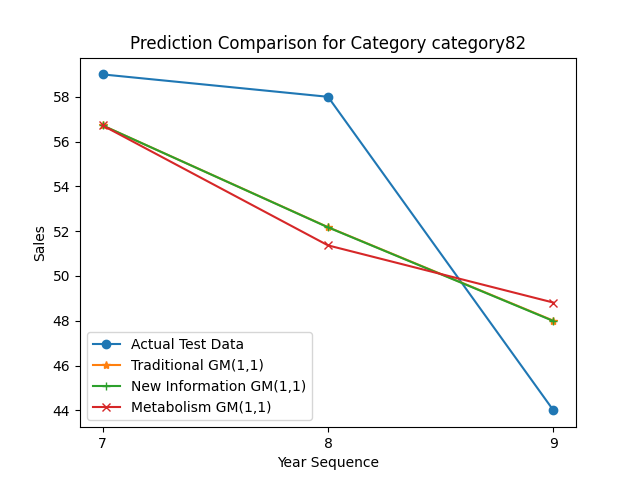 Prediction Comparison for Category category82
Sales
58
56
54
52
50
48
46
44
Actual Test Data
Traditional GM(1,1)
New Information GM(1,1)
Metabolism GM(1,1)
7
8
9
Year Sequence